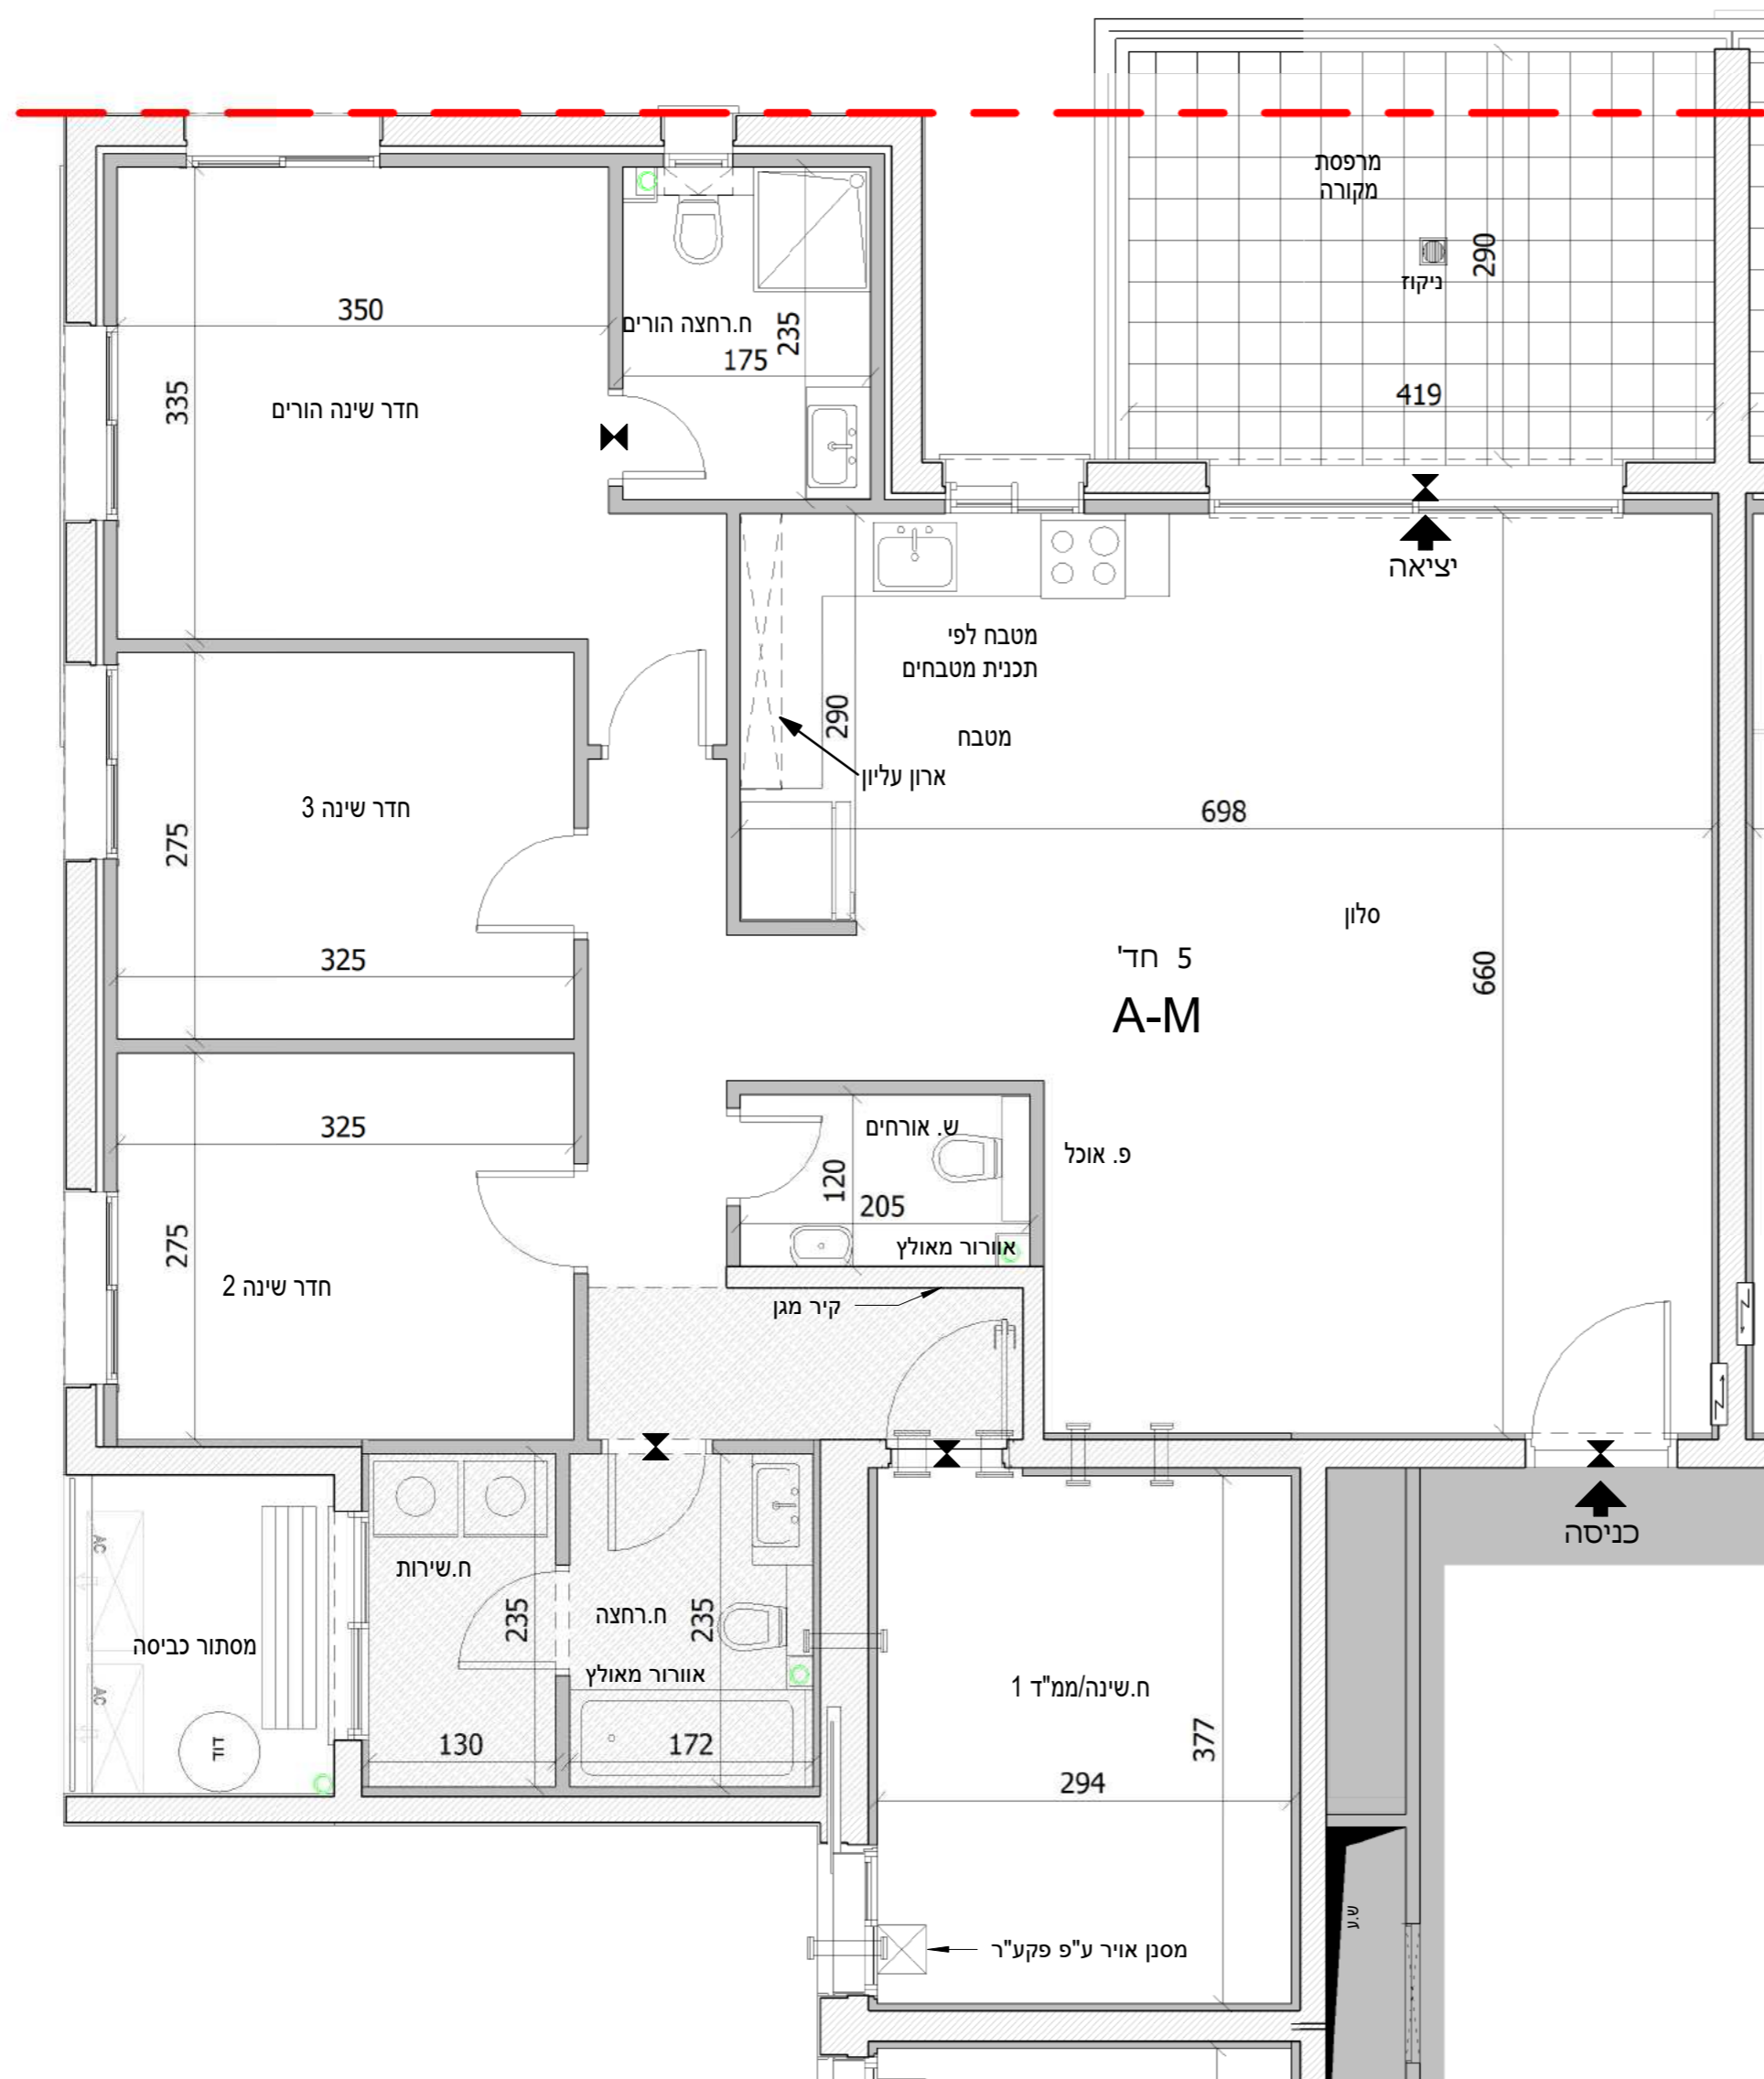 מרפסת
מקורה
290
ניקוז
419
350
ח.רחצה הורים
235
175
335
חדר שינה הורים
יציאה
מטבח לפי
תכנית מטבחים
290
מטבח
ארון עליון
698
חדר שינה 3
275
325
סלון
5 חד'
A-M
660
325
ש. אורחים
פ. אוכל
120
205
אוורור מאולץ
275
חדר שינה 2
קיר מגן
כניסה
AC
ח.שירות
235
ח.רחצה
235
מסתור כביסה
אוורור מאולץ
AC
דוד
130
172
ח.שינה/ממ"ד 1
377
294
ש.ע
מסנן אויר ע"פ פקע"ר